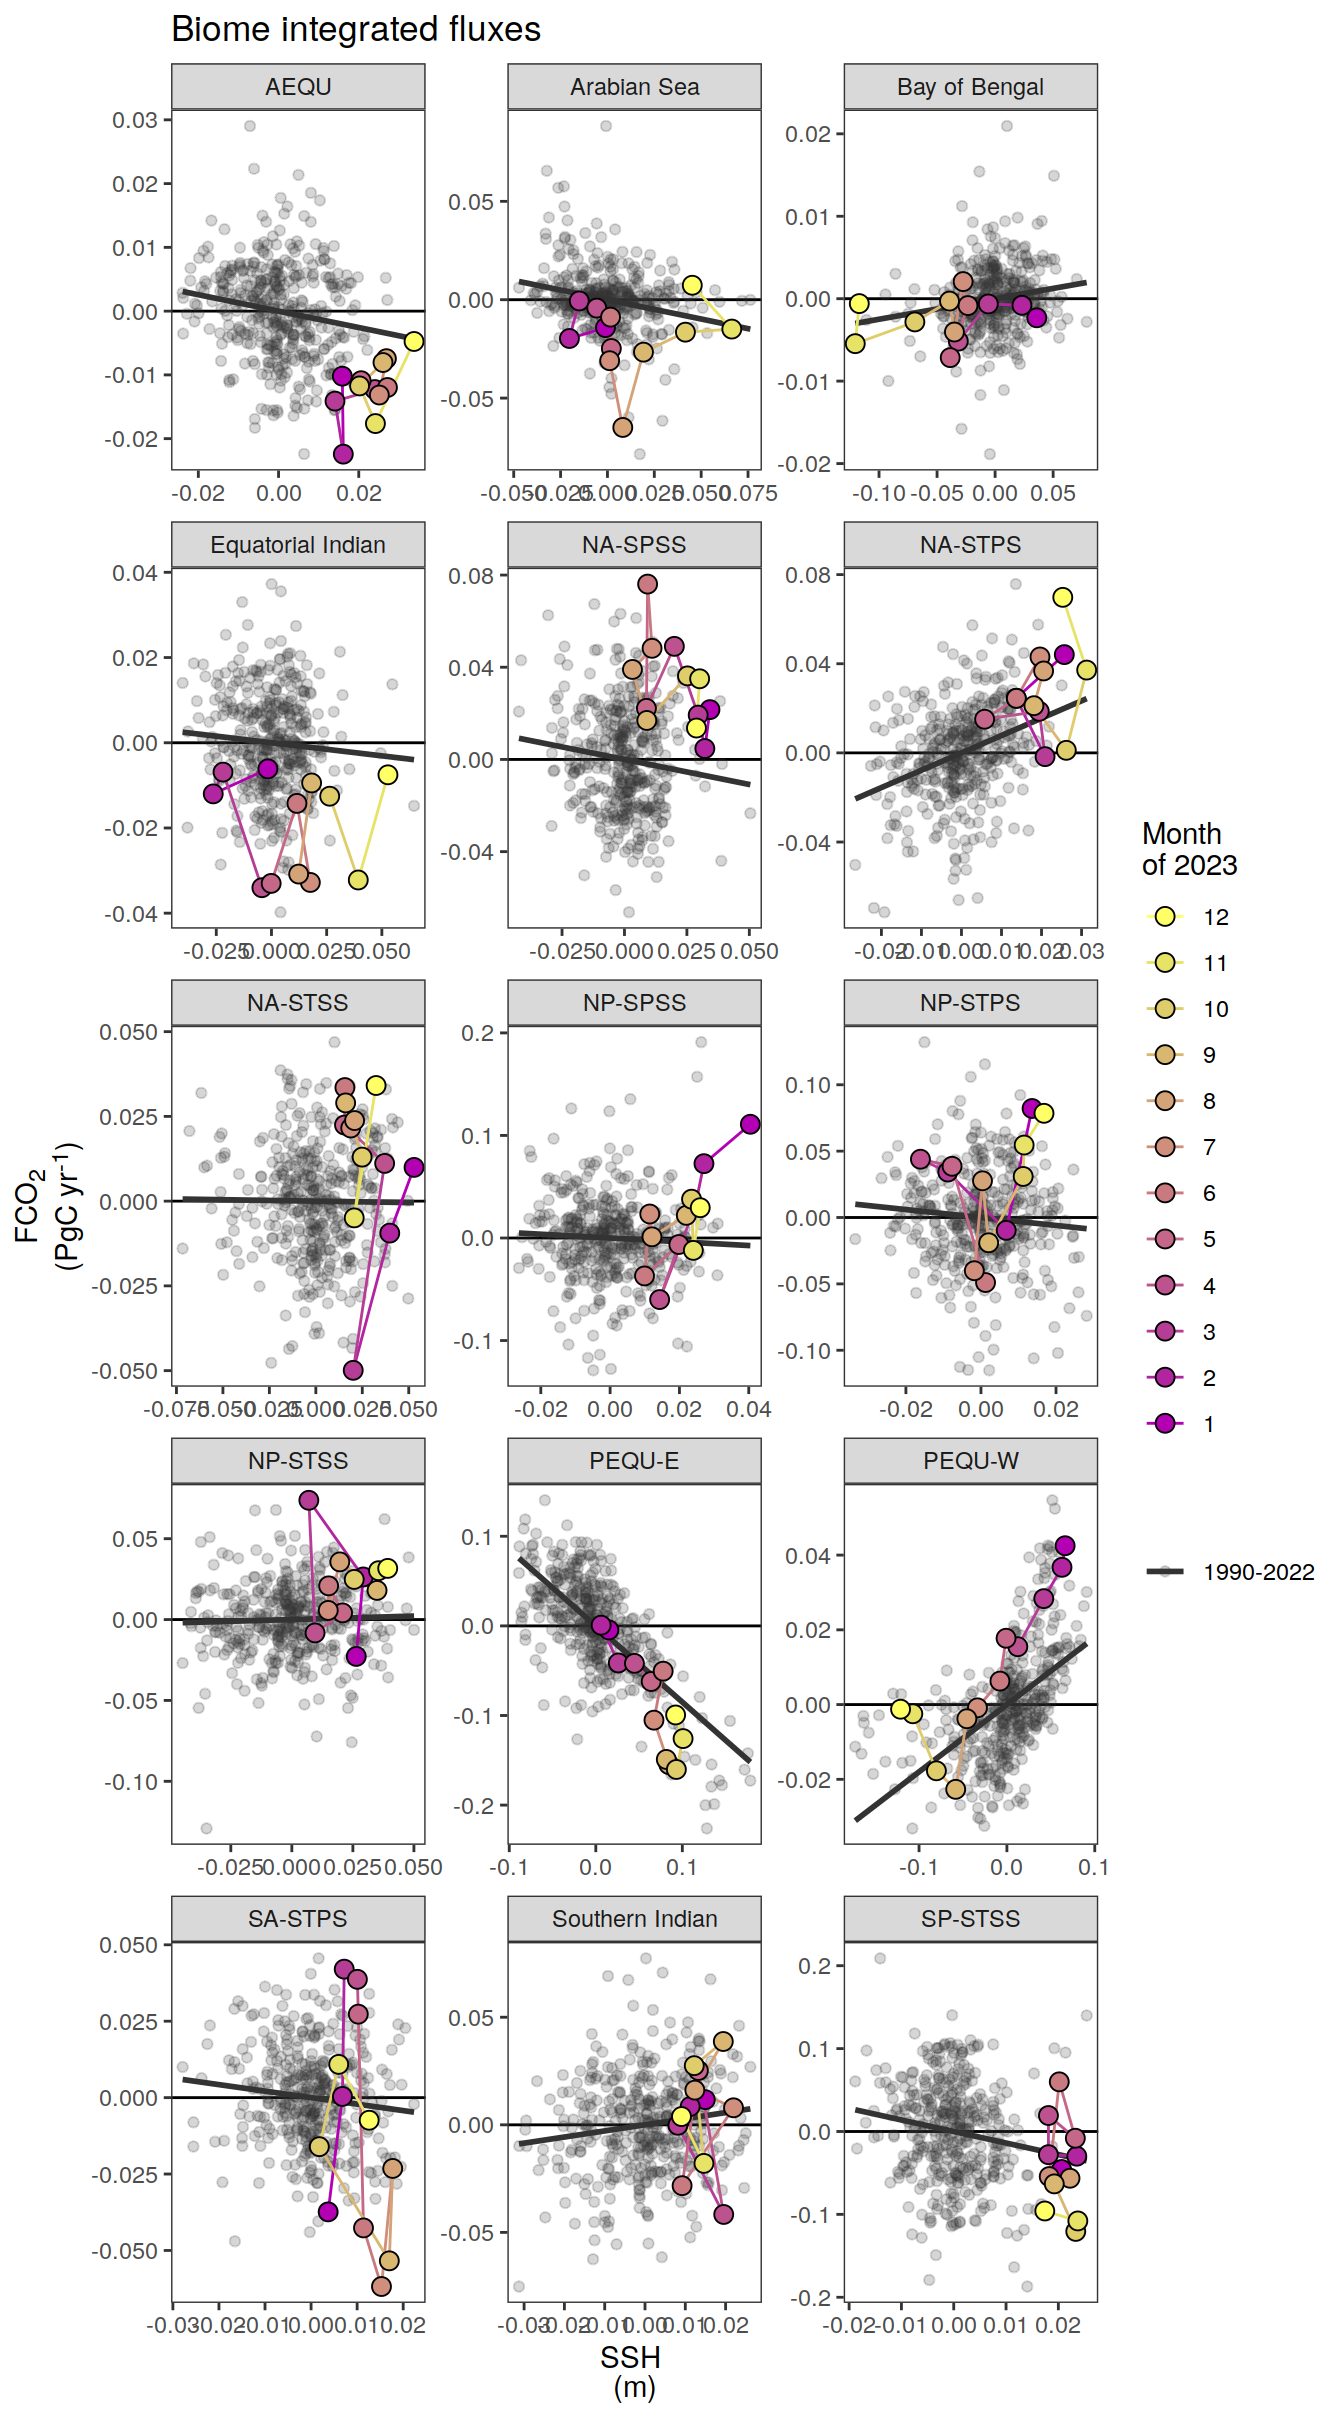 Biome integrated fluxes
AEQU
Arabian Sea
Bay of Bengal
0.03
0.02
0.01
0.00
-0.01
-0.02
0.05
0.00
-0.05
0.02
0.01
0.00
-0.01
-0.02
-0.02 0.00 0.02
-0.050 -0.025 0.000 0.025 0.050 0.075
-0.10 -0.05 0.00 0.05
Equatorial Indian
NA-SPSS
NA-STPS
0.04
0.02
0.00
-0.02
-0.04
0.08
0.04
0.00
-0.04
0.08
0.04
0.00
-0.04
-0.025 0.000 0.025 0.050
-0.025 0.000 0.025 0.050
-0.02 -0.01 0.00 0.01 0.02 0.03
NA-STSS
NP-SPSS
NP-STPS
0.050
0.025
0.000
-0.025
-0.050
0.2
0.1
0.0
-0.1
0.10
0.05
0.00
-0.05
-0.10
-0.075 -0.050 -0.025 0.000 0.025 0.050
-0.02 0.00 0.02 0.04
-0.02 0.00 0.02
NP-STSS
PEQU-E
PEQU-W
0.05
0.00
-0.05
-0.10
0.1
0.0
-0.1
-0.2
0.04
0.02
0.00
-0.02
-0.025 0.000 0.025 0.050
-0.1 0.0 0.1
-0.1 0.0 0.1
SA-STPS
Southern Indian
SP-STSS
0.050
0.025
0.000
-0.025
-0.050
0.05
0.00
-0.05
0.2
0.1
0.0
-0.1
-0.2
-0.03 -0.02 -0.01 0.00 0.01 0.02
-0.03 -0.02 -0.01 0.00 0.01 0.02
-0.02 -0.01 0.00 0.01 0.02
SSH
(m)
FCO₂
(PgC yr⁻¹)
Month
of 2023
12
11
10
9
8
7
6
5
4
3
2
1
1990-2022